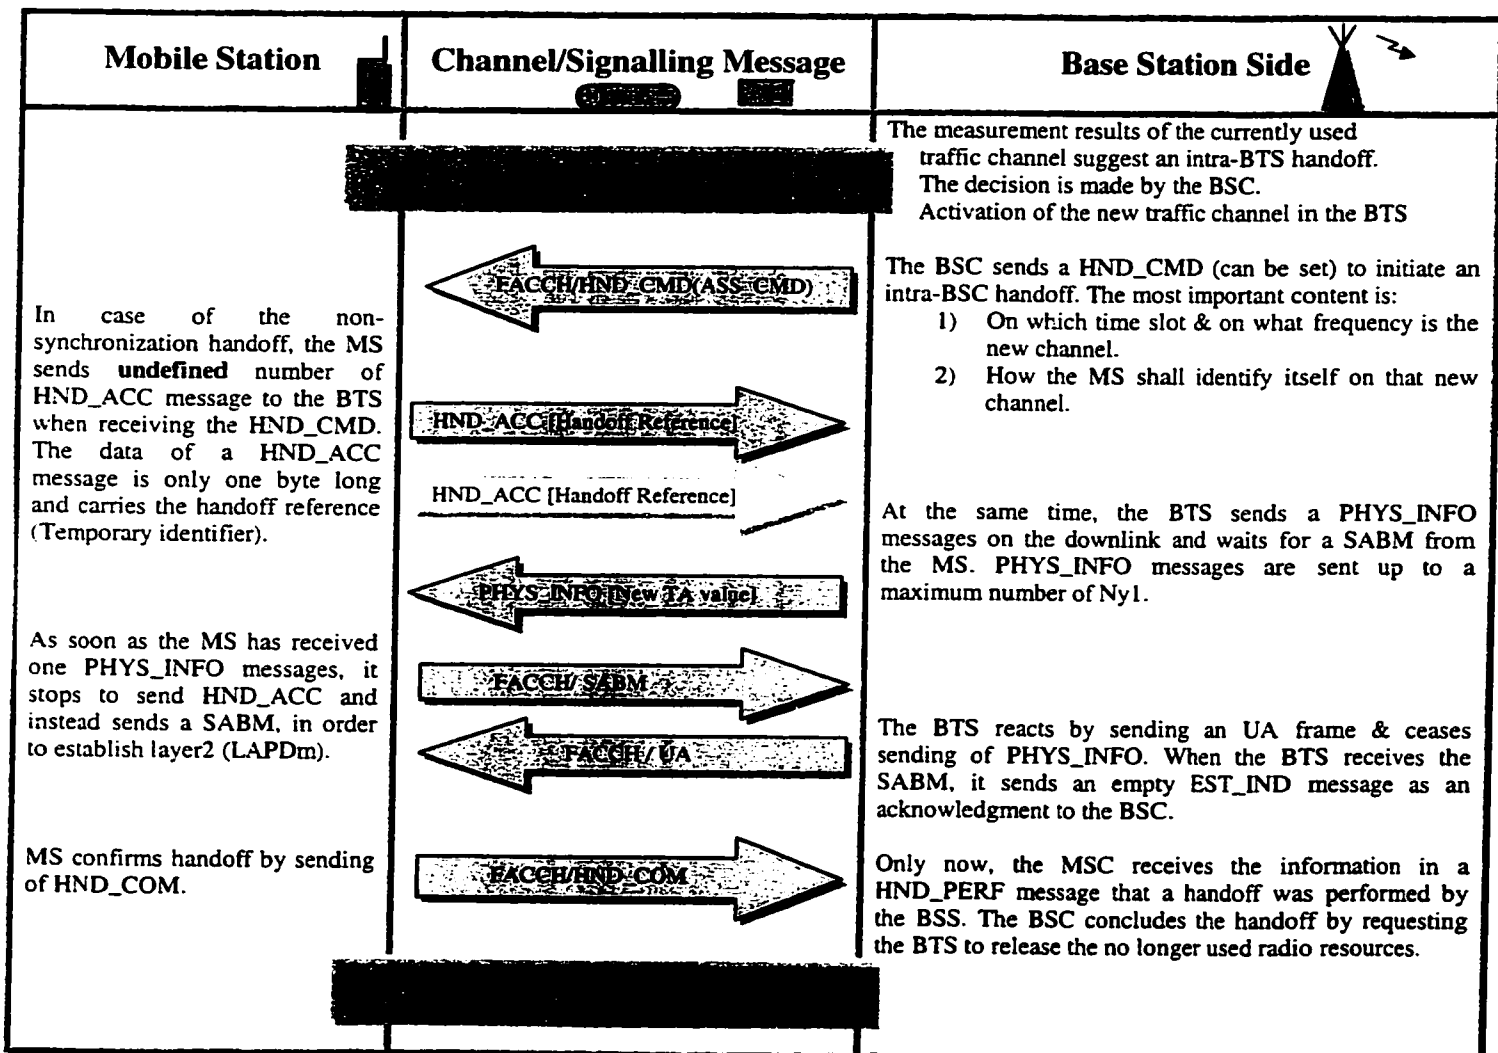 Mobile Station
Channel/Signalling Message
Base Station Side
The measurement results of the currently used
traffic channel suggest an intra-BTS handoff.
The decision is made by the BSC.
Activation of the new traffic channel in the BTS
FACCH/HND_CMD(ASS_CMD)
The BSC sends a HND_CMD (can be set) to initiate an
intra-BSC handoff. The most important content is:
1) On which time slot & on what frequency is the
new channel.
2) How the MS shall identify itself on that new
channel.
In case of the non-
synchronization handoff, the MS
sends undefined number of
HND_ACC message to the BTS
when receiving the HND_CMD.
The data of a HND_ACC
message is only one byte long
and carries the handoff reference
(Temporary identifier).
HND_ACC [Handoff Reference]
HND_ACC [Handoff Reference]
At the same time, the BTS sends a PHYS_INFO
messages on the downlink and waits for a SABM from
the MS. PHYS_INFO messages are sent up to a
maximum number of Ny1.
PHYS_INFO [New TA value]
As soon as the MS has received
one PHYS_INFO messages, it
stops to send HND_ACC and
instead sends a SABM, in order
to establish layer2 (LAPDm).
FACCH/ SABM
FACCH / UA
The BTS reacts by sending an UA frame & ceases
sending of PHYS_INFO. When the BTS receives the
SABM, it sends an empty EST_IND message as an
acknowledgment to the BSC.
MS confirms handoff by sending
of HND_COM.
FACCH/HND_COM
Only now, the MSC receives the information in a
HND_PERF message that a handoff was performed by
the BSS. The BSC concludes the handoff by requesting
the BTS to release the no longer used radio resources.